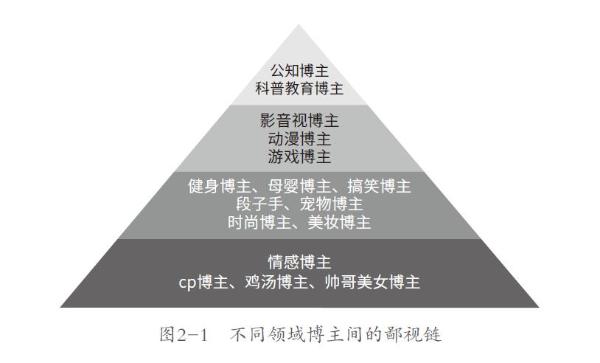 公知博主
科普教育博主
影音视博主
动漫博主
游戏博主
健身博主、母婴博主、搞笑博主
段子手、宠物博主
时尚博主、美妆博主
情感博主
cp博主、鸡汤博主、帅哥美女博主
图2-1 不同领域博主间的鄙视链